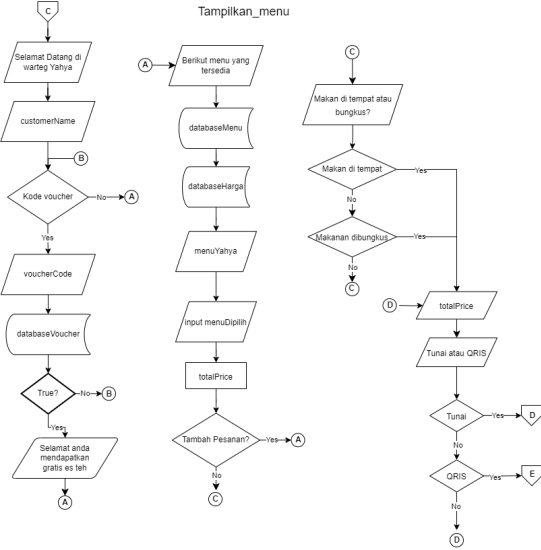 Tampilkan_menu
C
Selamat Datang di
warteg Yahya
customerName
B
Kode voucher
No
A
Yes
voucherCode
databaseVoucher
True?
No
B
Yes
Selamat anda
mendapatkan
gratis es teh
A
A
Berikut menu yang
tersedia
databaseMenu
databaseHarga
menuYahya
input menuDipilih
totalPrice
Tambah Pesanan?
Yes
A
No
C
C
Makan di tempat atau
bungkus?
Makan di tempat
Yes
No
Makanan dibungkus
Yes
No
C
D
totalPrice
Tunai atau QRIS
Tunai
Yes
D
No
QRIS
Yes
E
No
D